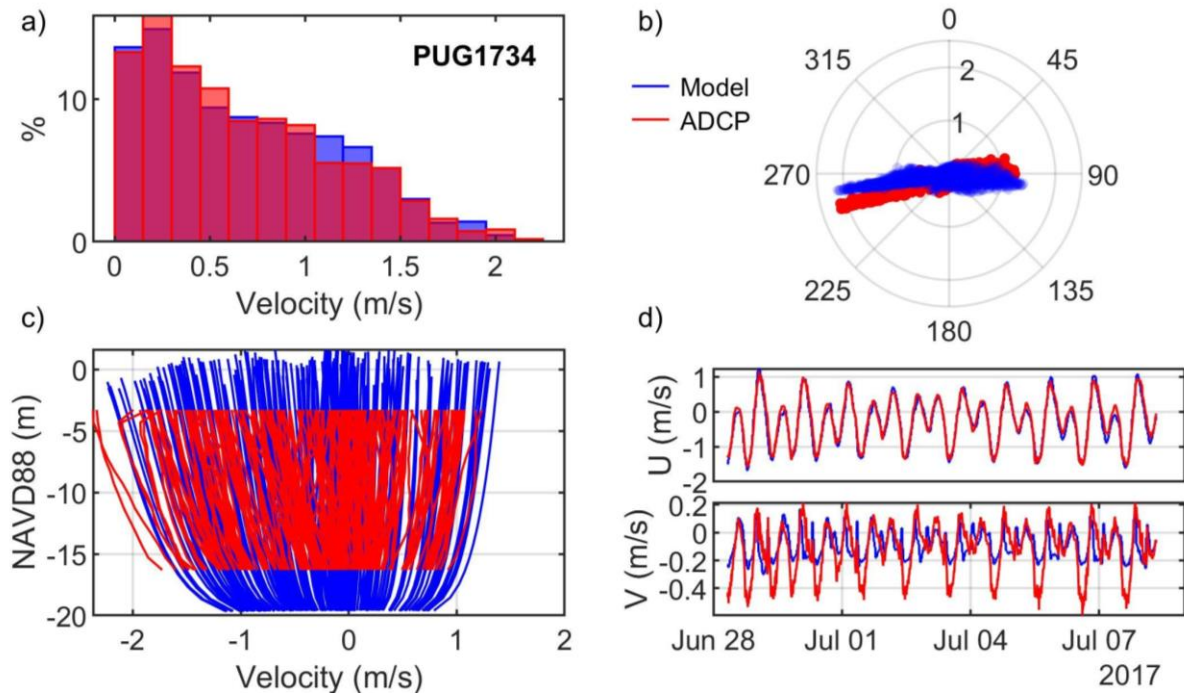 a)
PUG1734
10
0
%
0 0.5 1 1.5 2
Velocity (m/s)
b)
0
45
90
135
180
225
270
315
1
2
Model
ADCP
c)
0
-5
-10
-15
-20
NAVD88 (m)
-2 -1 0 1 2
Velocity (m/s)
d)
1
0
-1
-2
U (m/s)
0.2
0
-0.2
-0.4
V (m/s)
Jun 28 Jul 01 Jul 04 Jul 07
2017